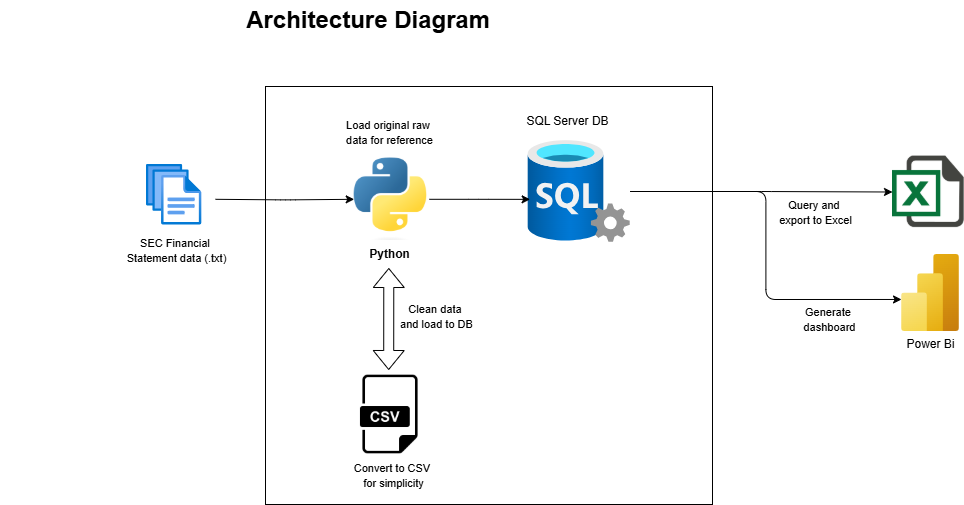 Architecture Diagram
Load original raw
data for reference
SQL Server DB
SQL
X
Query and
export to Excel
SEC Financial
Statement data (.txt)
Python
Clean data
and load to DB
Generate
dashboard
Power Bi
CSV
Convert to CSV
for simplicity